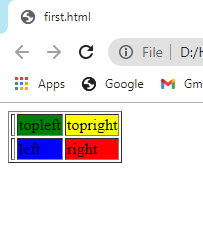 first.html
File D:/
Apps Google Gm
topleft topright
left right